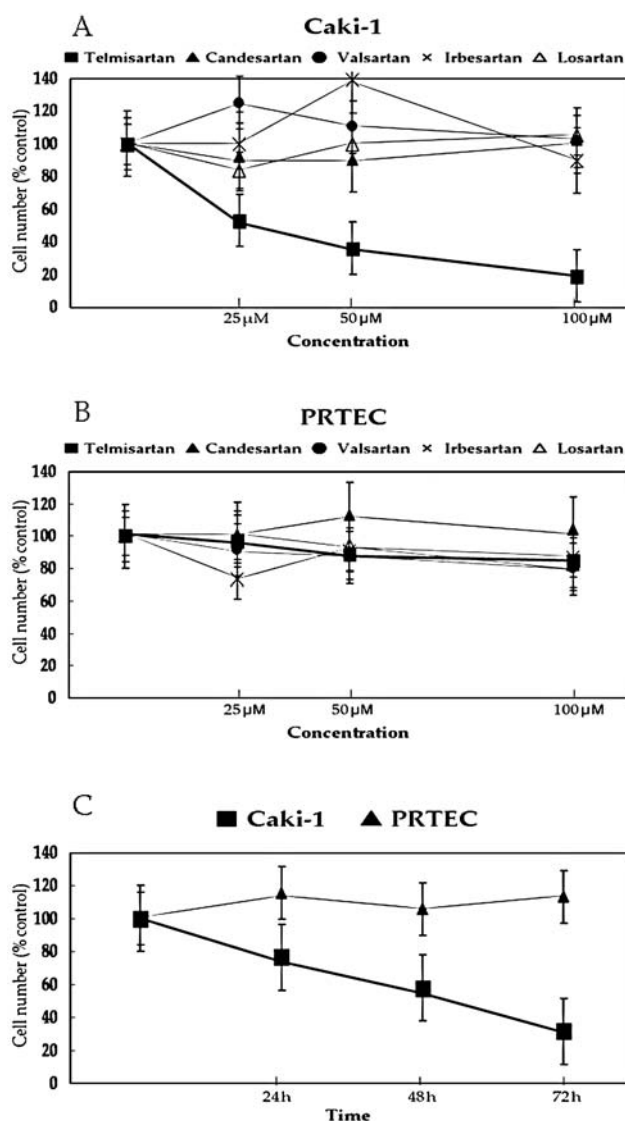 A
Caki-1
Telmisartan Candesartan Valsartan Irbesartan Losartan
140
120
100
80
60
40
20
0
Cell number (% control)
25µM 50µM 100µM
Concentration
B
PRTEC
Telmisartan Candesartan Valsartan Irbesartan Losartan
140
120
100
80
60
40
20
0
Cell number (% control)
25µM 50µM 100µM
Concentration
C
Caki-1 PRTEC
140
120
100
80
60
40
20
0
Cell number (% control)
24h 48h 72h
Time